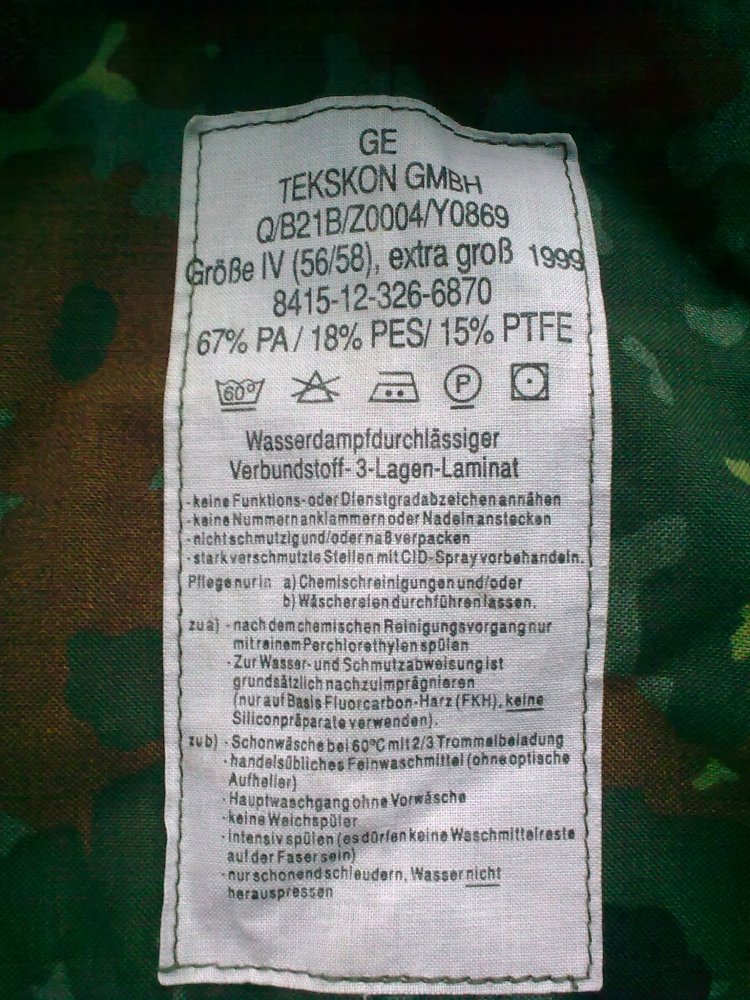 GE
TEKSKON GMBH
Q/B21B/Z0004/Y0869
Größe IV (56/58), extra groß 1999
8415-12-326-6870
67% PA / 18% PES/ 15% PTFE
60° P
Wasserdampfdurchlässiger
Verbundstoff- 3-Lagen-Laminat
- keine Funktions- oder Dienstgradabzeichen annähen
- keine Nummern anklammern oder Nadeln anstecken
- nicht schmutzig und/oder naß verpacken
- stark verschmutzte Stellen mit CID-Spray vorbehandeln.
Pflege nur in a) Chemischreinigungen und/oder
b) Wäschereien durchführen lassen.
zu a) - nach dem chemischen Reinigungsvorgang nur
mit reinem Perchlorethylen spülen
- Zur Wasser- und Schmutzabweisung ist
grundsätzlich nachzuimprägnieren
(nur auf Basis Fluorcarbon-Harz (FKH), keine
Siliconpräparate verwenden).
zu b) - Schonwäsche bei 60°C mit 2/3 Trommelbeladung
- handelsübliches Feinwaschmittel (ohne optische
Aufheller)
- Hauptwaschgang ohne Vorwäsche
- keine Weichspüler
- intensiv spülen (es dürfen keine Waschmittelreste
auf der Faser sein)
- nur schonend schleudern, Wasser nicht
herauspressen